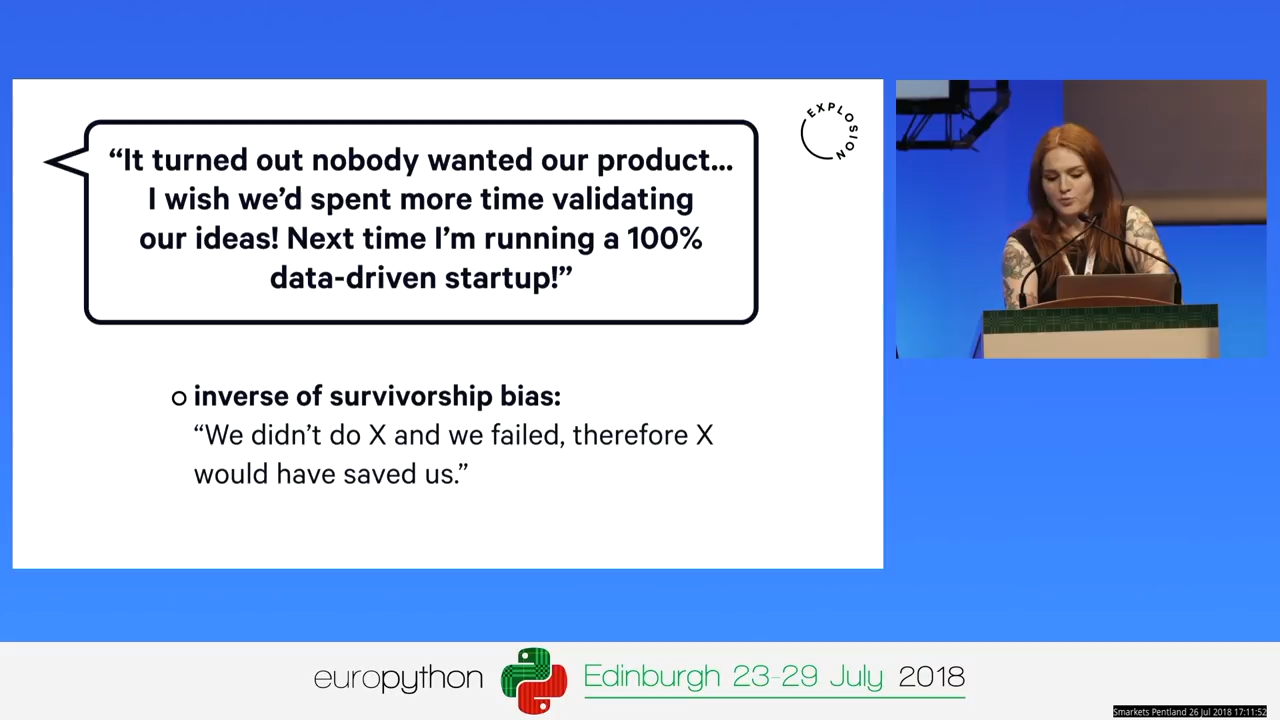 EXPLOSION
“It turned out nobody wanted our product...
I wish we’d spent more time validating
our ideas! Next time I’m running a 100%
data-driven startup!”
inverse of survivorship bias:
“We didn’t do X and we failed, therefore X
would have saved us.”
europython Edinburgh 23-29 July 2018
Smarkets Pentland 26 Jul 2018 17:11:52